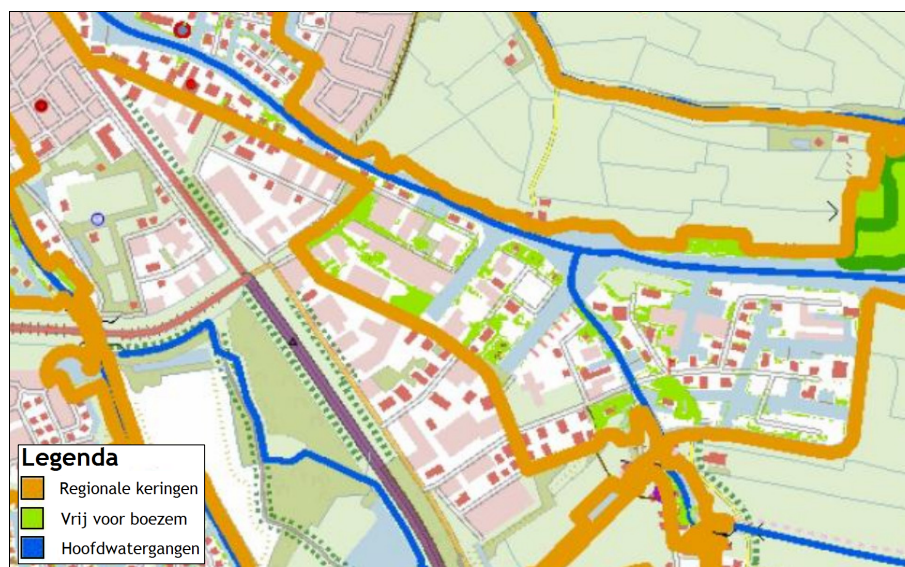 Legenda
Regionale keringen
Vrij voor boezem
Hoofdwatergangen